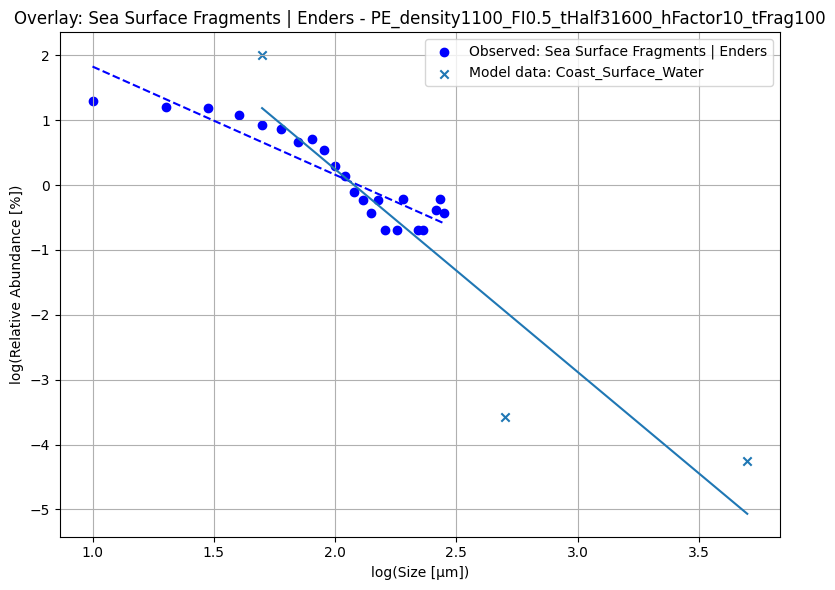 Overlay: Sea Surface Fragments | Enders - PE_density1100_FI0.5_tHalf31600_hFactor10_tFrag100
Observed: Sea Surface Fragments | Enders
Model data: Coast_Surface_Water
log(Relative Abundance [%])
2
1
0
−1
−2
−3
−4
−5
1.0 1.5 2.0 2.5 3.0 3.5
log(Size [μm])